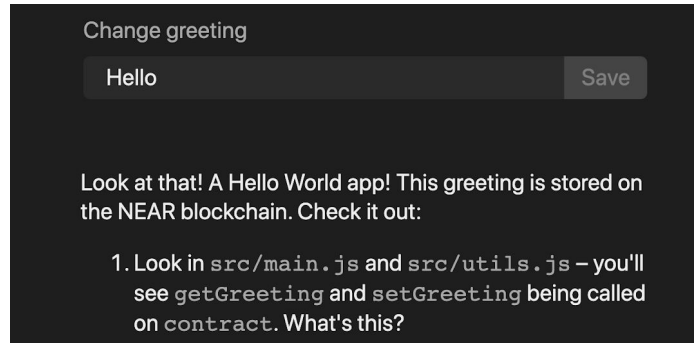 Change greeting
Hello Save
Look at that! A Hello World app! This greeting is stored on
the NEAR blockchain. Check it out:
1. Look in src/main.js and src/utils.js – you'll
see getGreeting and setGreeting being called
on contract. What's this?